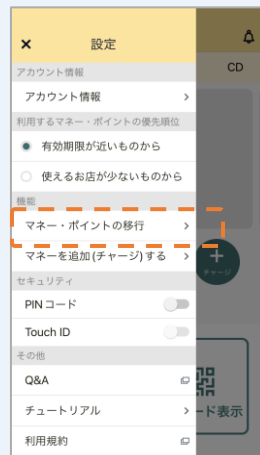 × 設定
CD
アカウント情報
アカウント情報
利用するマネー・ポイントの優先順位
有効期限が近いものから
使えるお店が少ないものから
機能
マネー・ポイントの移行
マネーを追加(チャージ)する
チャージ
セキュリティ
PINコード
Touch ID
その他
Q&A
チュートリアル
ード表示
利用規約